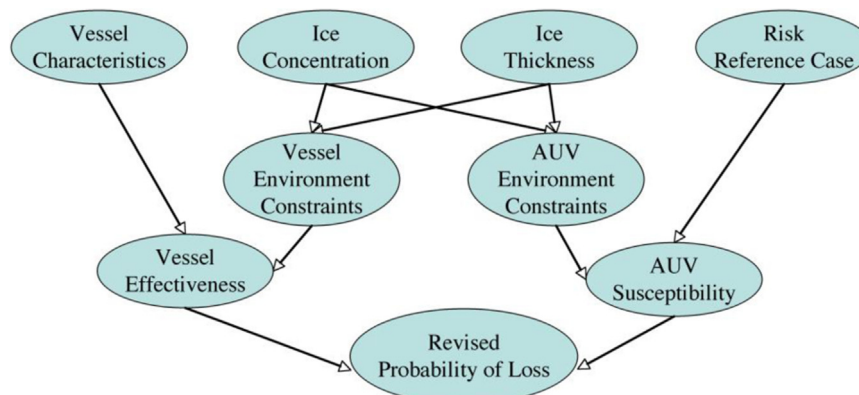 Vessel
Characteristics
Ice
Concentration
Ice
Thickness
Risk
Reference Case
Vessel
Environment
Constraints
AUV
Environment
Constraints
Vessel
Effectiveness
AUV
Susceptibility
Revised
Probability of Loss